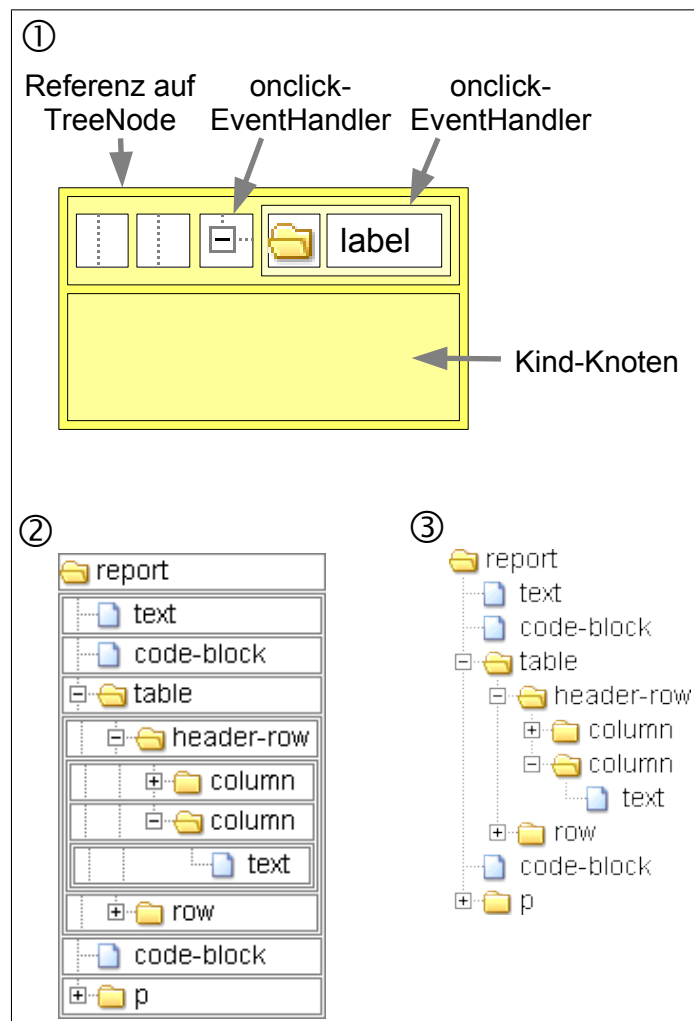 ①
Referenz auf TreeNode
onclick-EventHandler
onclick-EventHandler
label
Kind-Knoten
②
report
text
code-block
table
header-row
column
column
text
row
code-block
p
③
report
text
code-block
table
header-row
column
column
text
row
code-block
p